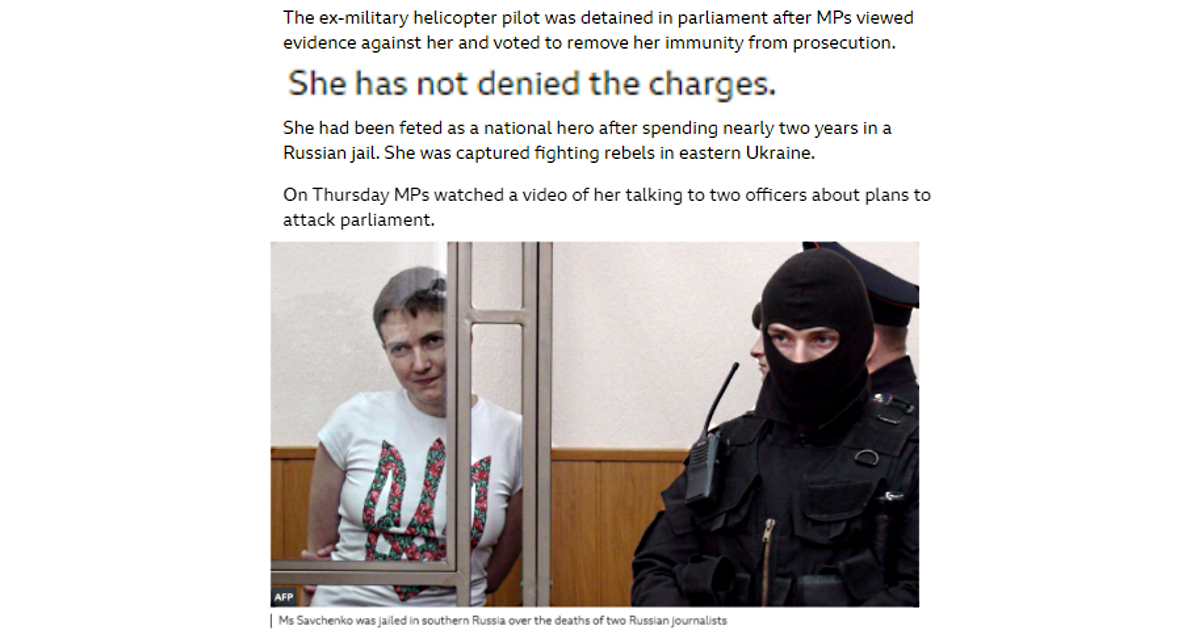 The ex-military helicopter pilot was detained in parliament after MPs viewed
evidence against her and voted to remove her immunity from prosecution.
She has not denied the charges.
She had been feted as a national hero after spending nearly two years in a
Russian jail. She was captured fighting rebels in eastern Ukraine.
On Thursday MPs watched a video of her talking to two officers about plans to
attack parliament.
AFP
Ms Savchenko was jailed in southern Russia over the deaths of two Russian journalists